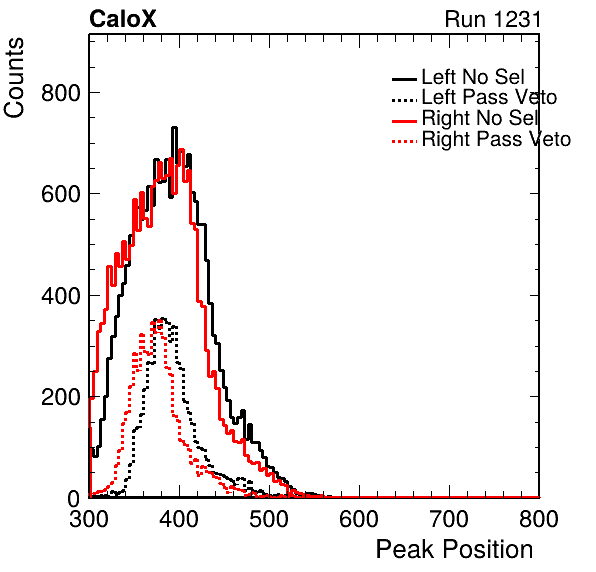 CaloX Run 1231
Counts
Left No Sel
Left Pass Veto
Right No Sel
Right Pass Veto
800
600
400
200
0
300 400 500 600 700 800
Peak Position